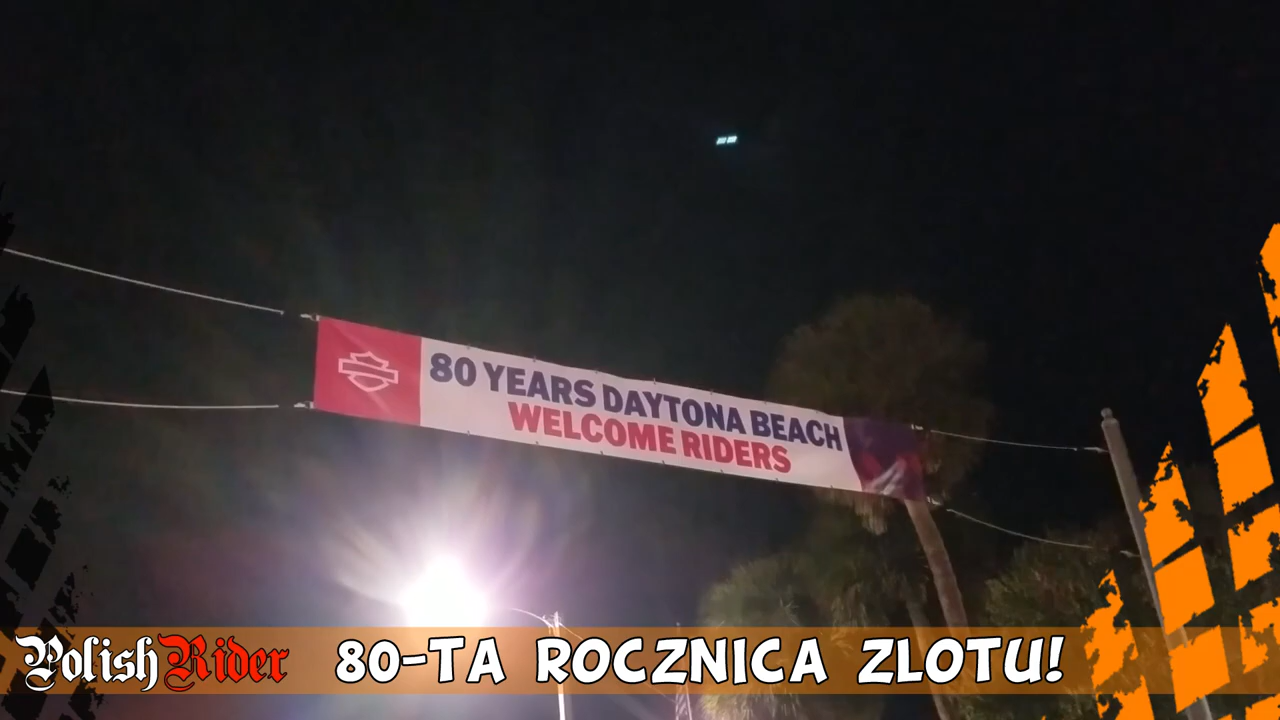 80 YEARS DAYTONA BEACH
WELCOME RIDERS
PolishRider 80-TA ROCZNICA ZLOTU!